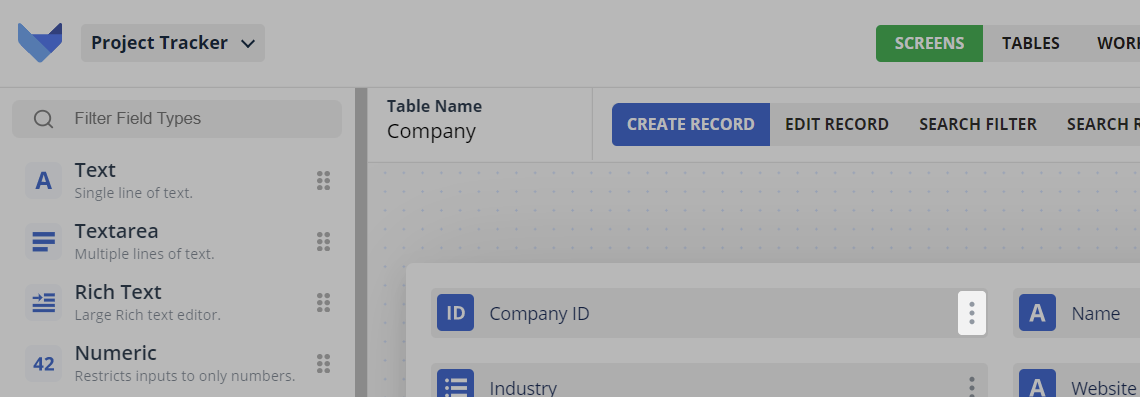 Project Tracker
SCREENS
TABLES
Filter Field Types
Table Name
Company
CREATE RECORD
EDIT RECORD
SEARCH FILTER
SEARCH
A Text
Single line of text.
Textarea
Multiple lines of text.
Rich Text
Large Rich text editor.
42 Numeric
Restricts inputs to only numbers.
ID Company ID
A Name
Industry
A Website